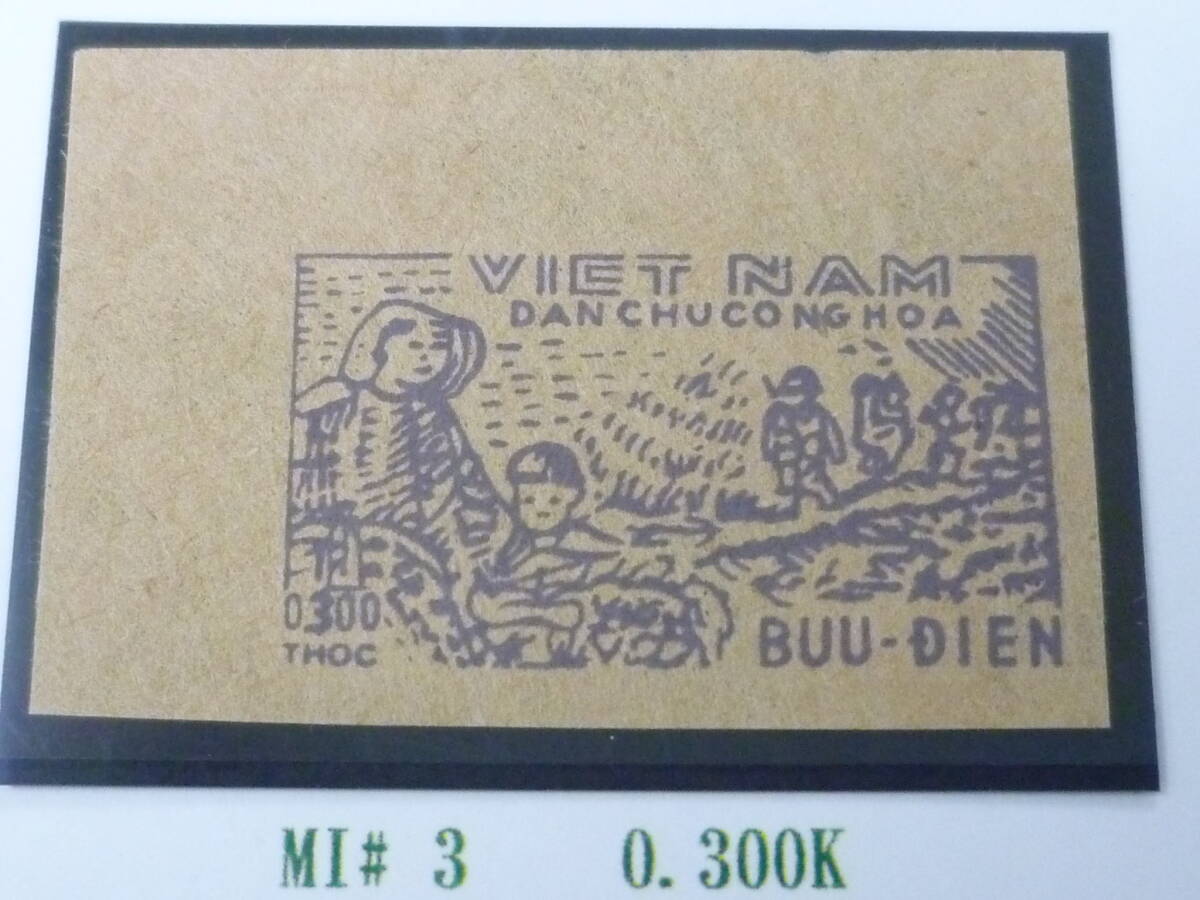 VIET NAM
DAN CHU CONG HOA
0,300
THOC
BUU-ĐIEN
MI# 3 0.300K